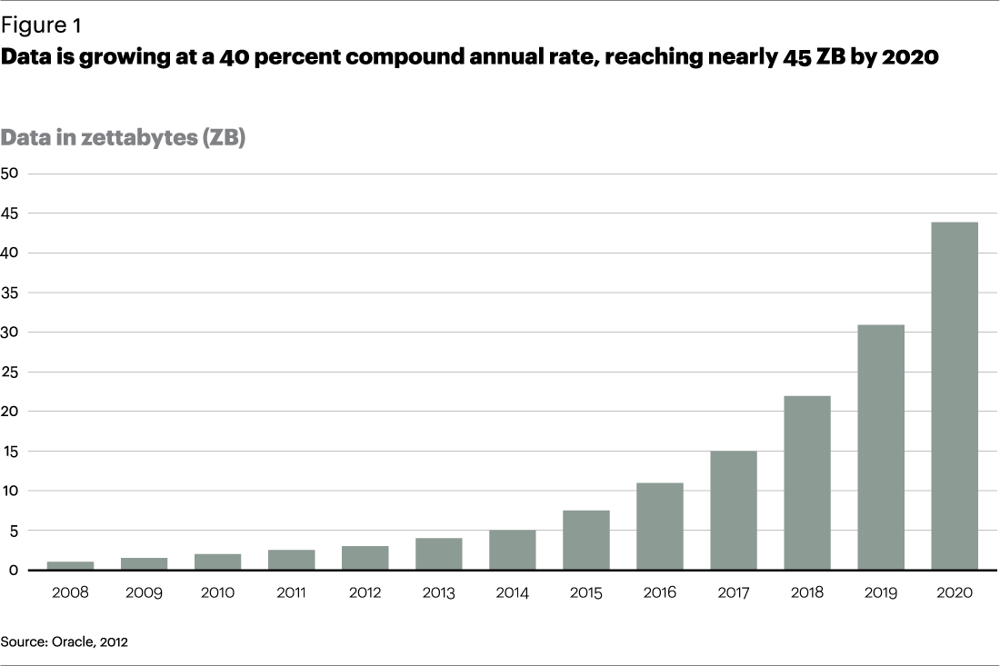 Figure 1
Data is growing at a 40 percent compound annual rate, reaching nearly 45 ZB by 2020
Data in zettabytes (ZB)
50
45
40
35
30
25
20
15
10
5
0
2008 2009 2010 2011 2012 2013 2014 2015 2016 2017 2018 2019 2020
Source: Oracle, 2012